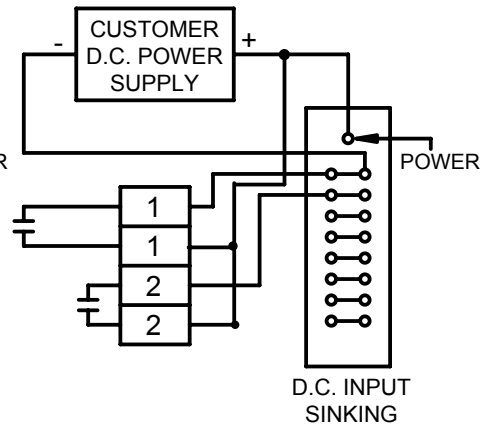 CUSTOMER
- D.C. POWER +
SUPPLY
R
POWER
1
1
2
2
D.C. INPUT
SINKING